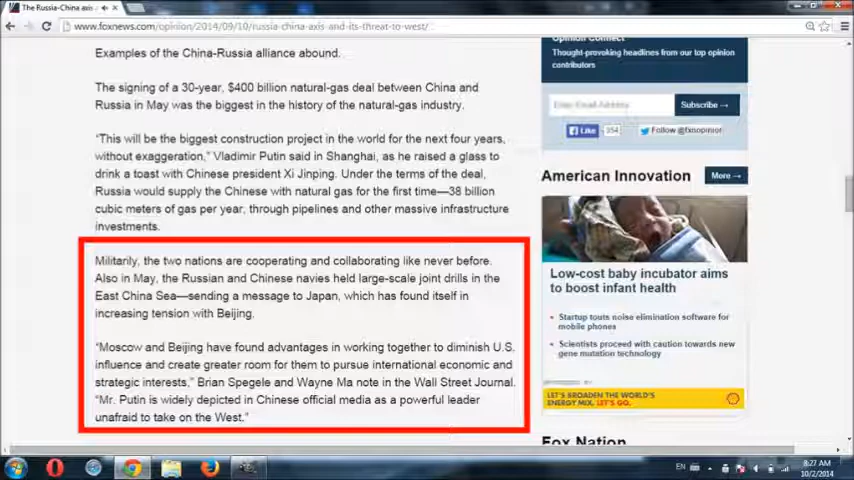 The Russia-China axis
www.foxnews.com/opinion/2014/09/10/russia-china-axis-and-its-threat-to-west/
Examples of the China-Russia alliance abound.
The signing of a 30-year, $400 billion natural-gas deal between China and
Russia in May was the biggest in the history of the natural-gas industry.
“This will be the biggest construction project in the world for the next four years,
without exaggeration,” Vladimir Putin said in Shanghai, as he raised a glass to
drink a toast with Chinese president Xi Jinping. Under the terms of the deal,
Russia would supply the Chinese with natural gas for the first time—38 billion
cubic meters of gas per year, through pipelines and other massive infrastructure
investments.
Militarily, the two nations are cooperating and collaborating like never before.
Also in May, the Russian and Chinese navies held large-scale joint drills in the
East China Sea—sending a message to Japan, which has found itself in
increasing tension with Beijing.
“Moscow and Beijing have found advantages in working together to diminish U.S.
influence and create greater room for them to pursue international economic and
strategic interests,” Brian Spegele and Wayne Ma note in the Wall Street Journal.
“Mr. Putin is widely depicted in Chinese official media as a powerful leader
unafraid to take on the West.”
Opinion Connect
Thought-provoking headlines from our top opinion
contributors
Enter Email Address
Subscribe →
Like
354
Follow @fxnopinion
American Innovation
More →
Low-cost baby incubator aims
to boost infant health
Startup touts noise elimination software for
mobile phones
Scientists proceed with caution towards new
gene mutation technology
LET'S BROADEN THE WORLD'S
ENERGY MIX. LET'S GO.
Fox Nation
EN
8:27 AM
10/2/2014